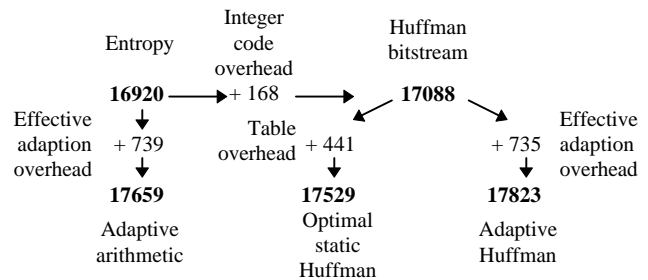 Entropy
Integer
code
overhead
Huffman
bitstream
16920
+ 168
17088
Effective
adaption
overhead
+ 739
Table
overhead
+ 441
+ 735
Effective
adaption
overhead
17659
17529
17823
Adaptive
arithmetic
Optimal
static
Huffman
Adaptive
Huffman